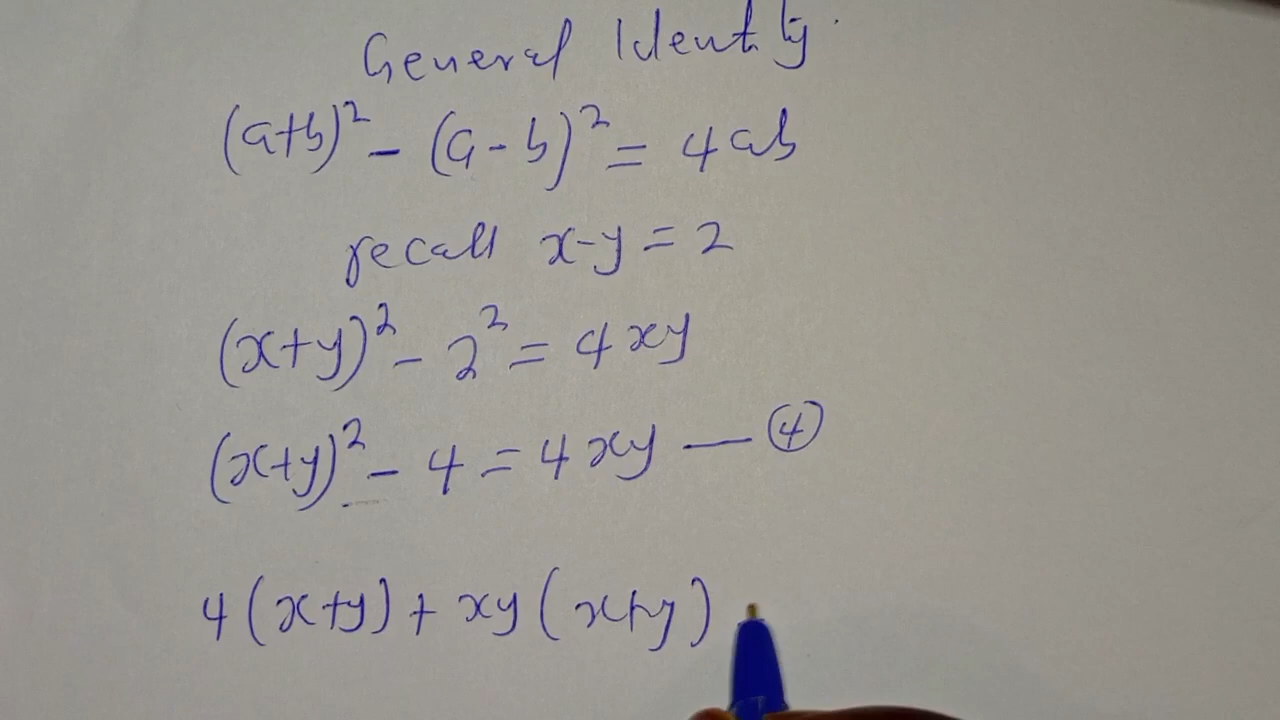 General Identity.
(a+b)² - (a-b)² = 4ab
recall x-y=2
(x+y)² - 2² = 4xy
(x+y)² - 4 = 4xy — ④
4(x+y) + xy(x+y)